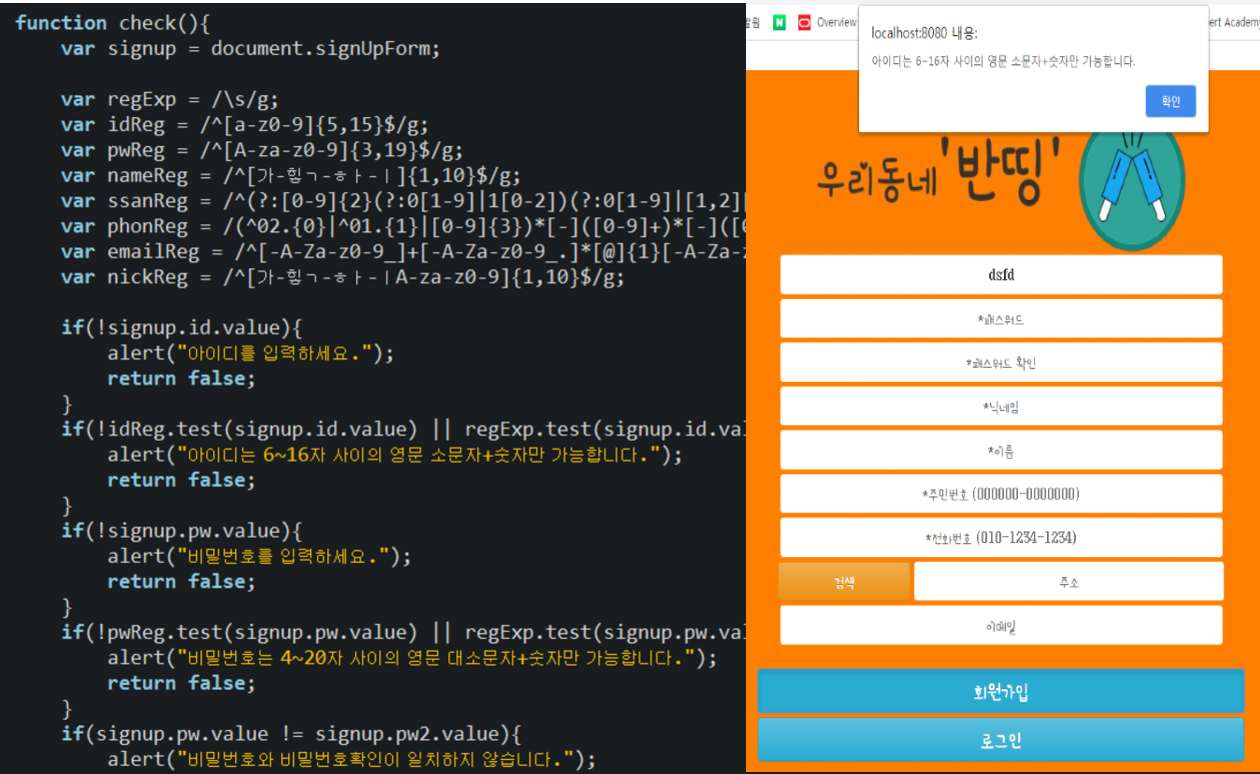 function check(){
var signup = document.signUpForm;
var regExp = /\s/g;
var idReg = /^[a-z0-9]{5,15}$/g;
var pwReg = /^[A-za-z0-9]{3,19}$/g;
var nameReg = /^[가-힣ㄱ-ㅎㅏ-ㅣ]{1,10}$/g;
var ssanReg = /^(?:[0-9]{2}(?:0[1-9]|1[0-2])(?:0[1-9]|[1,2][
var phonReg = /(^02.{0}|^01.{1}|[0-9]{3})*[-]([0-9]+)*[-]([
var emailReg = /^[-A-Za-z0-9_]+[-A-Za-z0-9_.]*[@]{1}[-A-Za-z
var nickReg = /^[가-힣ㄱ-ㅎㅏ-ㅣA-za-z0-9]{1,10}$/g;
if(!signup.id.value){
alert("아이디를 입력하세요.");
return false;
}
if(!idReg.test(signup.id.value) || regExp.test(signup.id.val
alert("아이디는 6~16자 사이의 영문 소문자+숫자만 가능합니다.");
return false;
}
if(!signup.pw.value){
alert("비밀번호를 입력하세요.");
return false;
}
if(!pwReg.test(signup.pw.value) || regExp.test(signup.pw.val
alert("비밀번호는 4~20자 사이의 영문 대소문자+숫자만 가능합니다.");
return false;
}
if(signup.pw.value != signup.pw2.value){
alert("비밀번호와 비밀번호확인이 일치하지 않습니다.");
N Overview
ert Academy
localhost:8080 내용:
아이디는 6~16자 사이의 영문 소문자+숫자만 가능합니다.
확인
우리동네 '반띵'
dsfd
*패스워드
*패스워드 확인
*닉네임
*이름
*주민번호 (000000-0000000)
*전화번호 (010-1234-1234)
검색 주소
이메일
회원가입
로그인